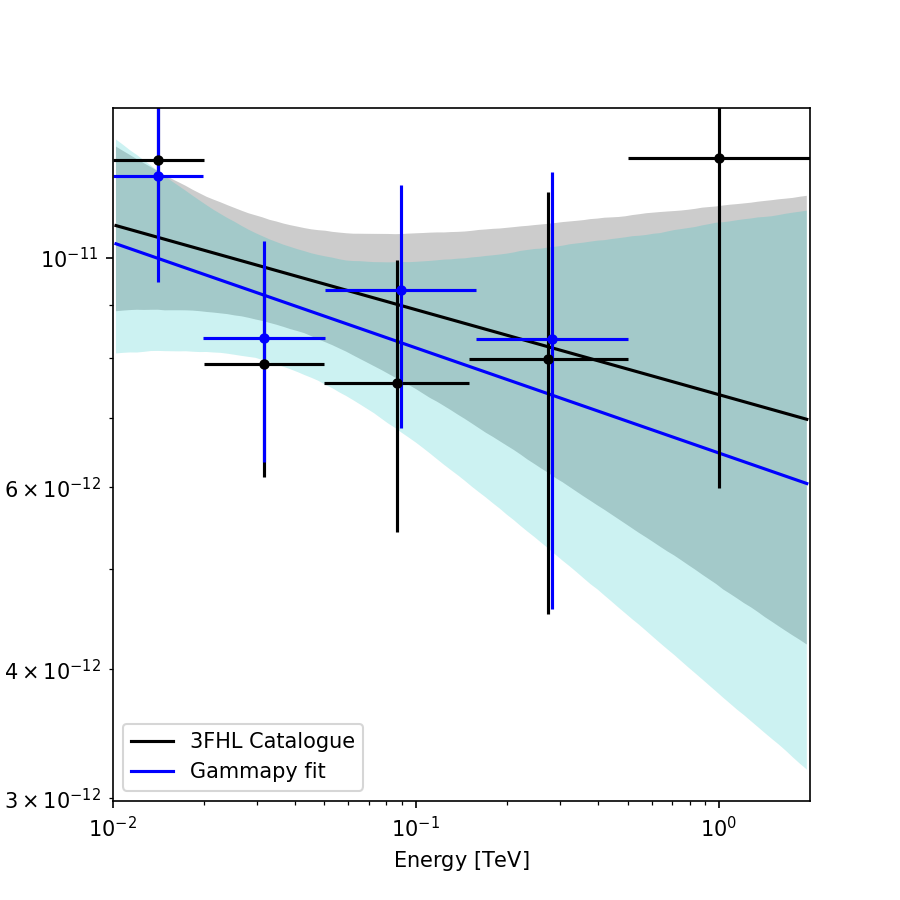 10⁻¹¹
6 × 10⁻¹²
4 × 10⁻¹²
3 × 10⁻¹²
3FHL Catalogue
Gammapy fit
10⁻² 10⁻¹ 10⁰
Energy [TeV]